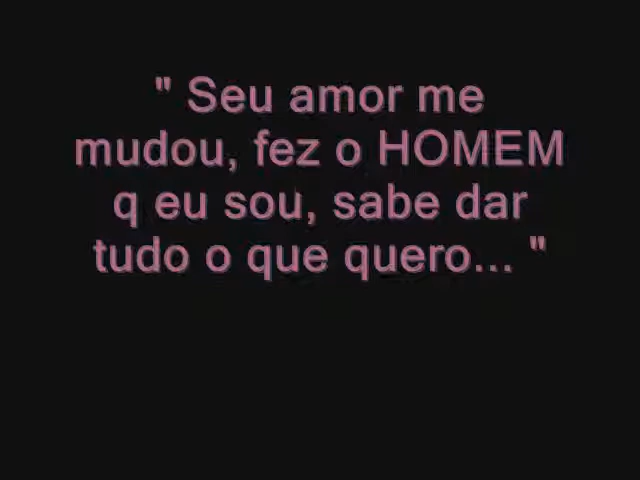 " Seu amor me
mudou, fez o HOMEM
q eu sou, sabe dar
tudo o que quero... "